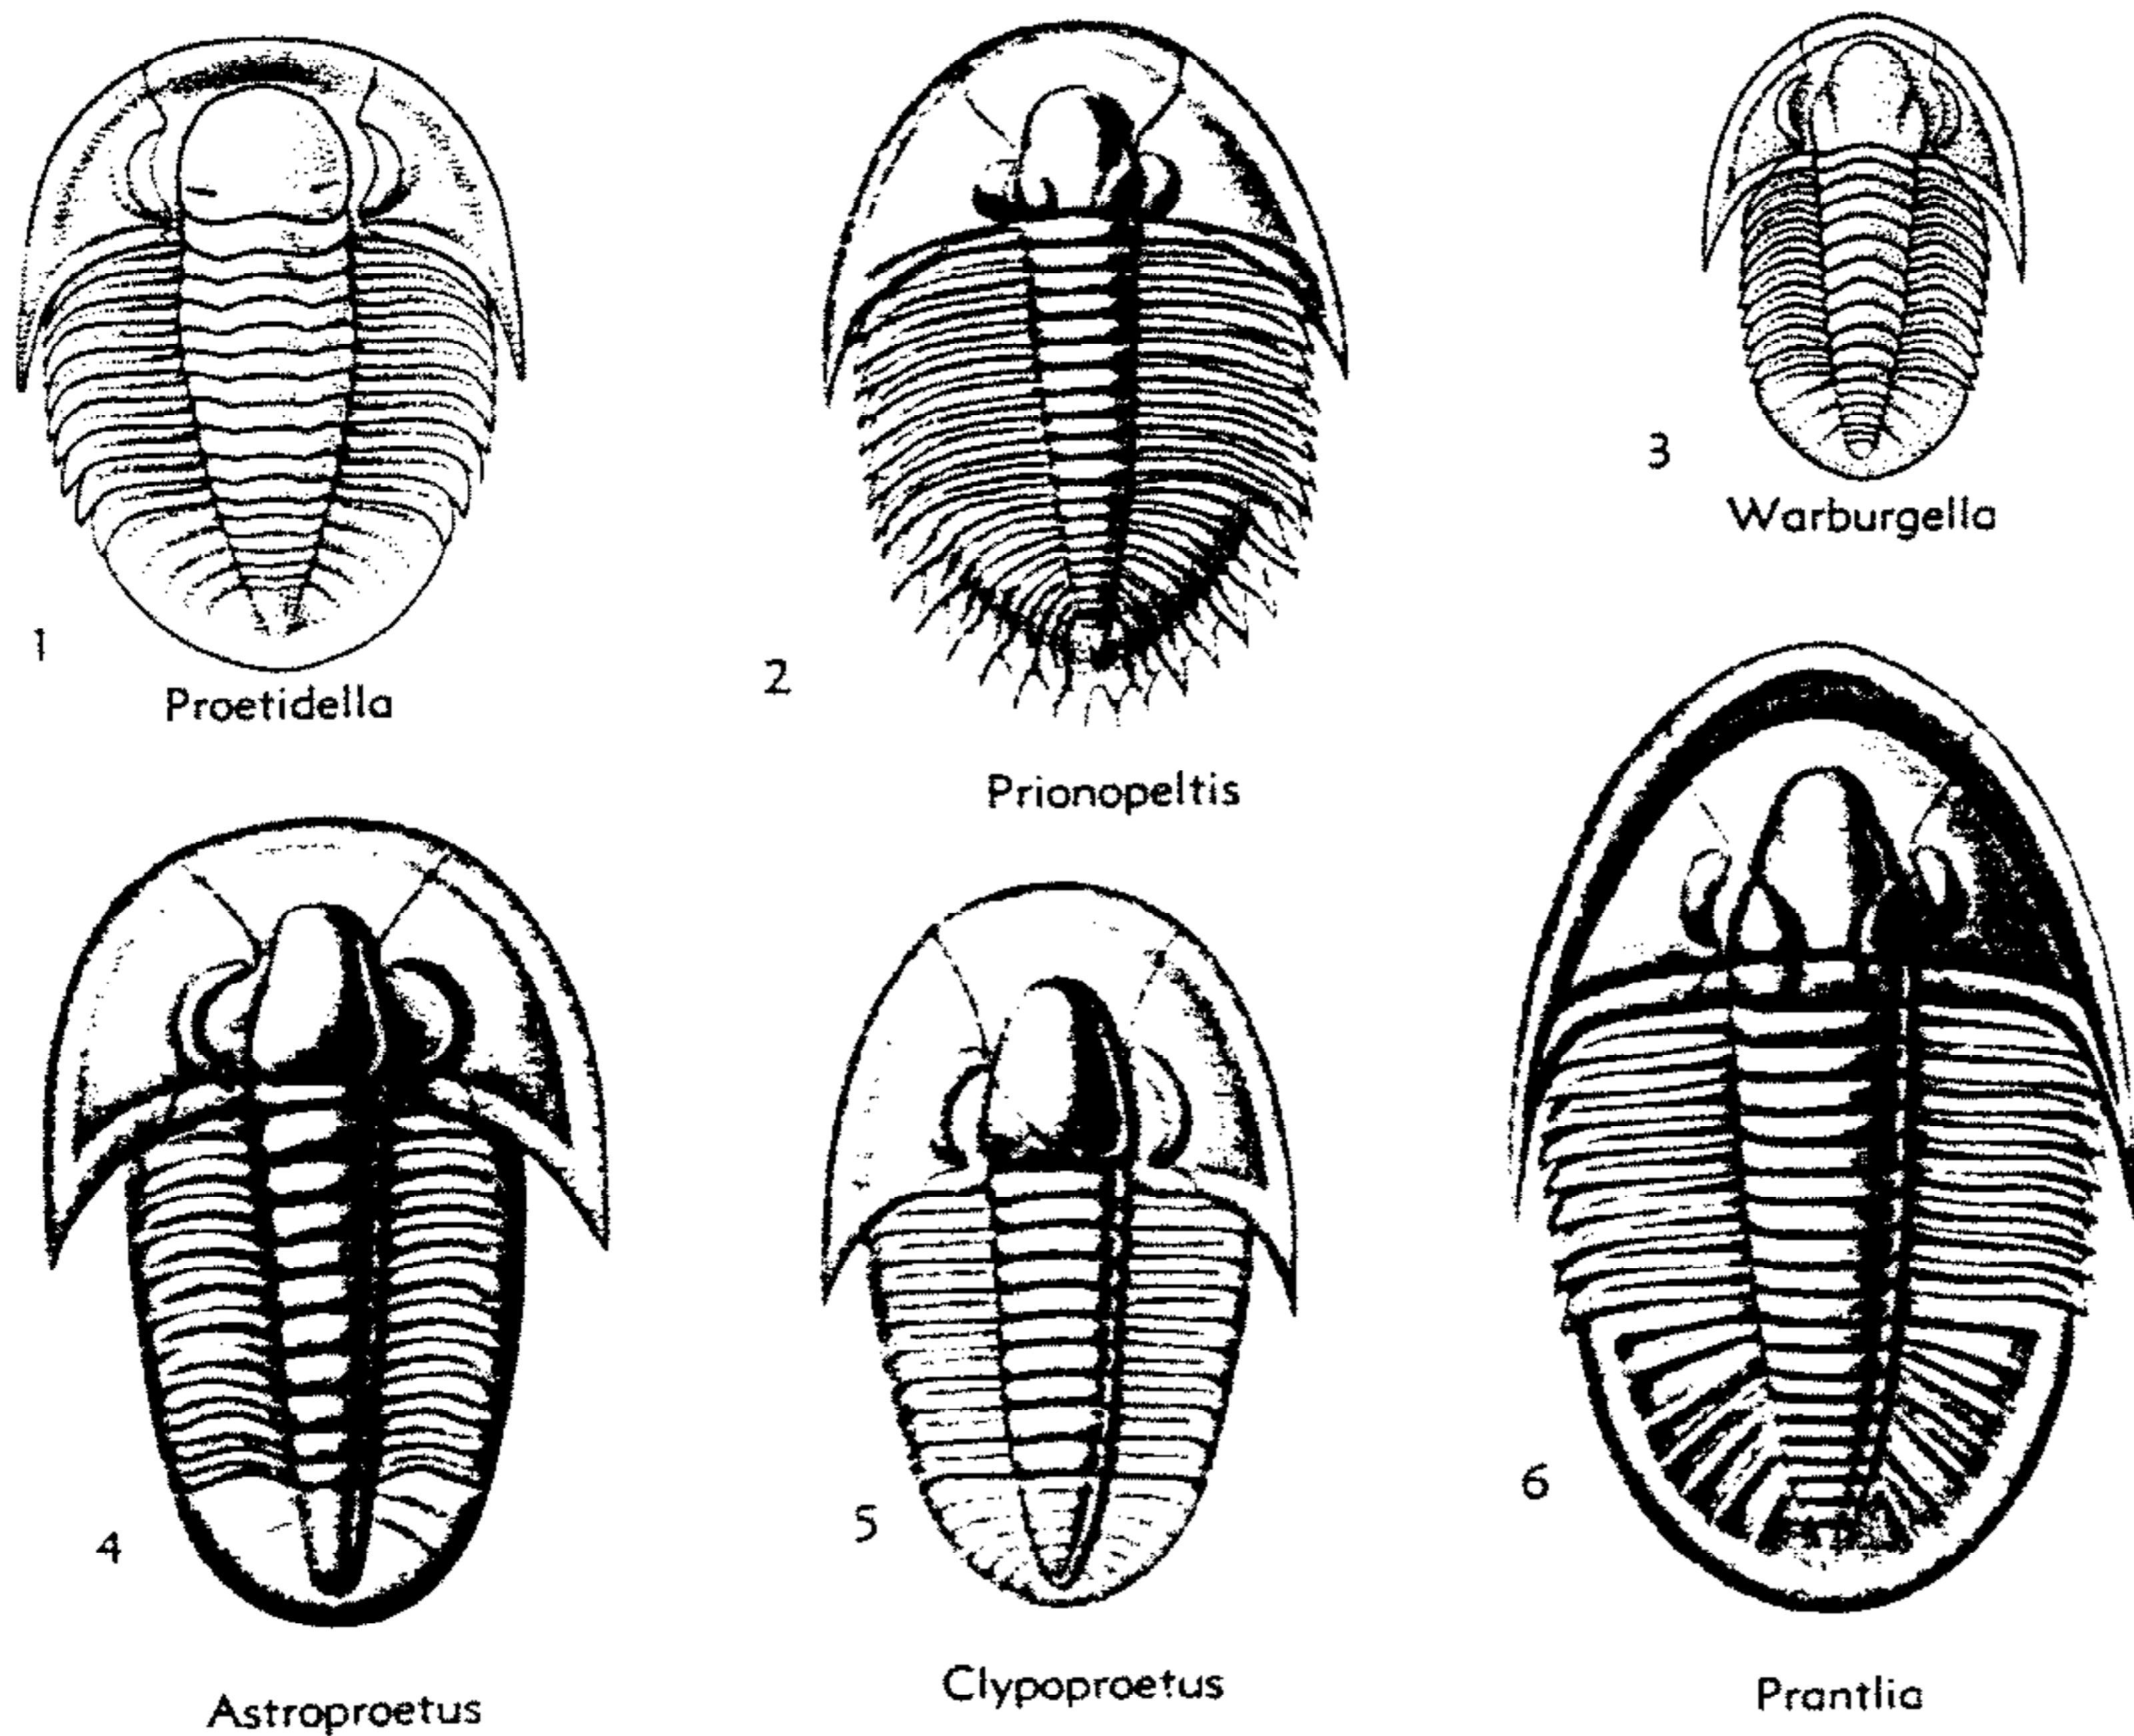 1
Proetidella
2
Prionopeltis
3
Warburgella
4
Astroproetus
5
Clypoproetus
6
Prantlia